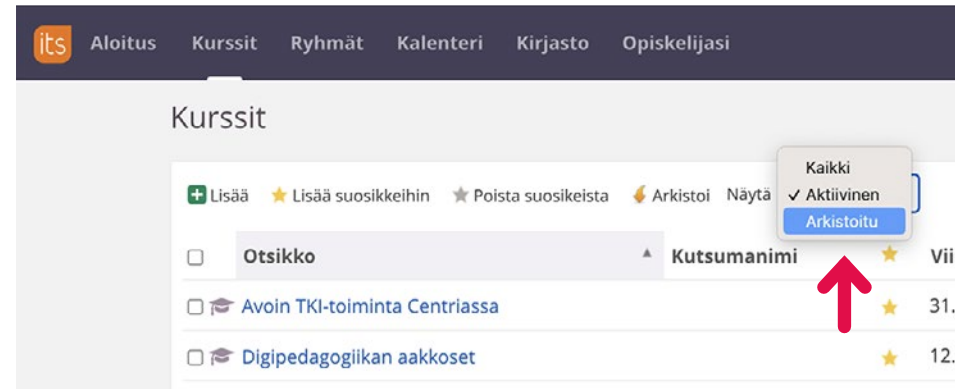 its Aloitus Kurssit Ryhmät Kalenteri Kirjasto Opiskelijasi
Kurssit
Lisää Lisää suosikkeihin Poista suosikeista Arkistoi Näytä
Kaikki
✓ Aktiivinen
Arkistoitu
Otsikko Kutsumanimi Vii
Avoin TKI-toiminta Centriassa 31.
Digipedagogiikan aakkoset 12.